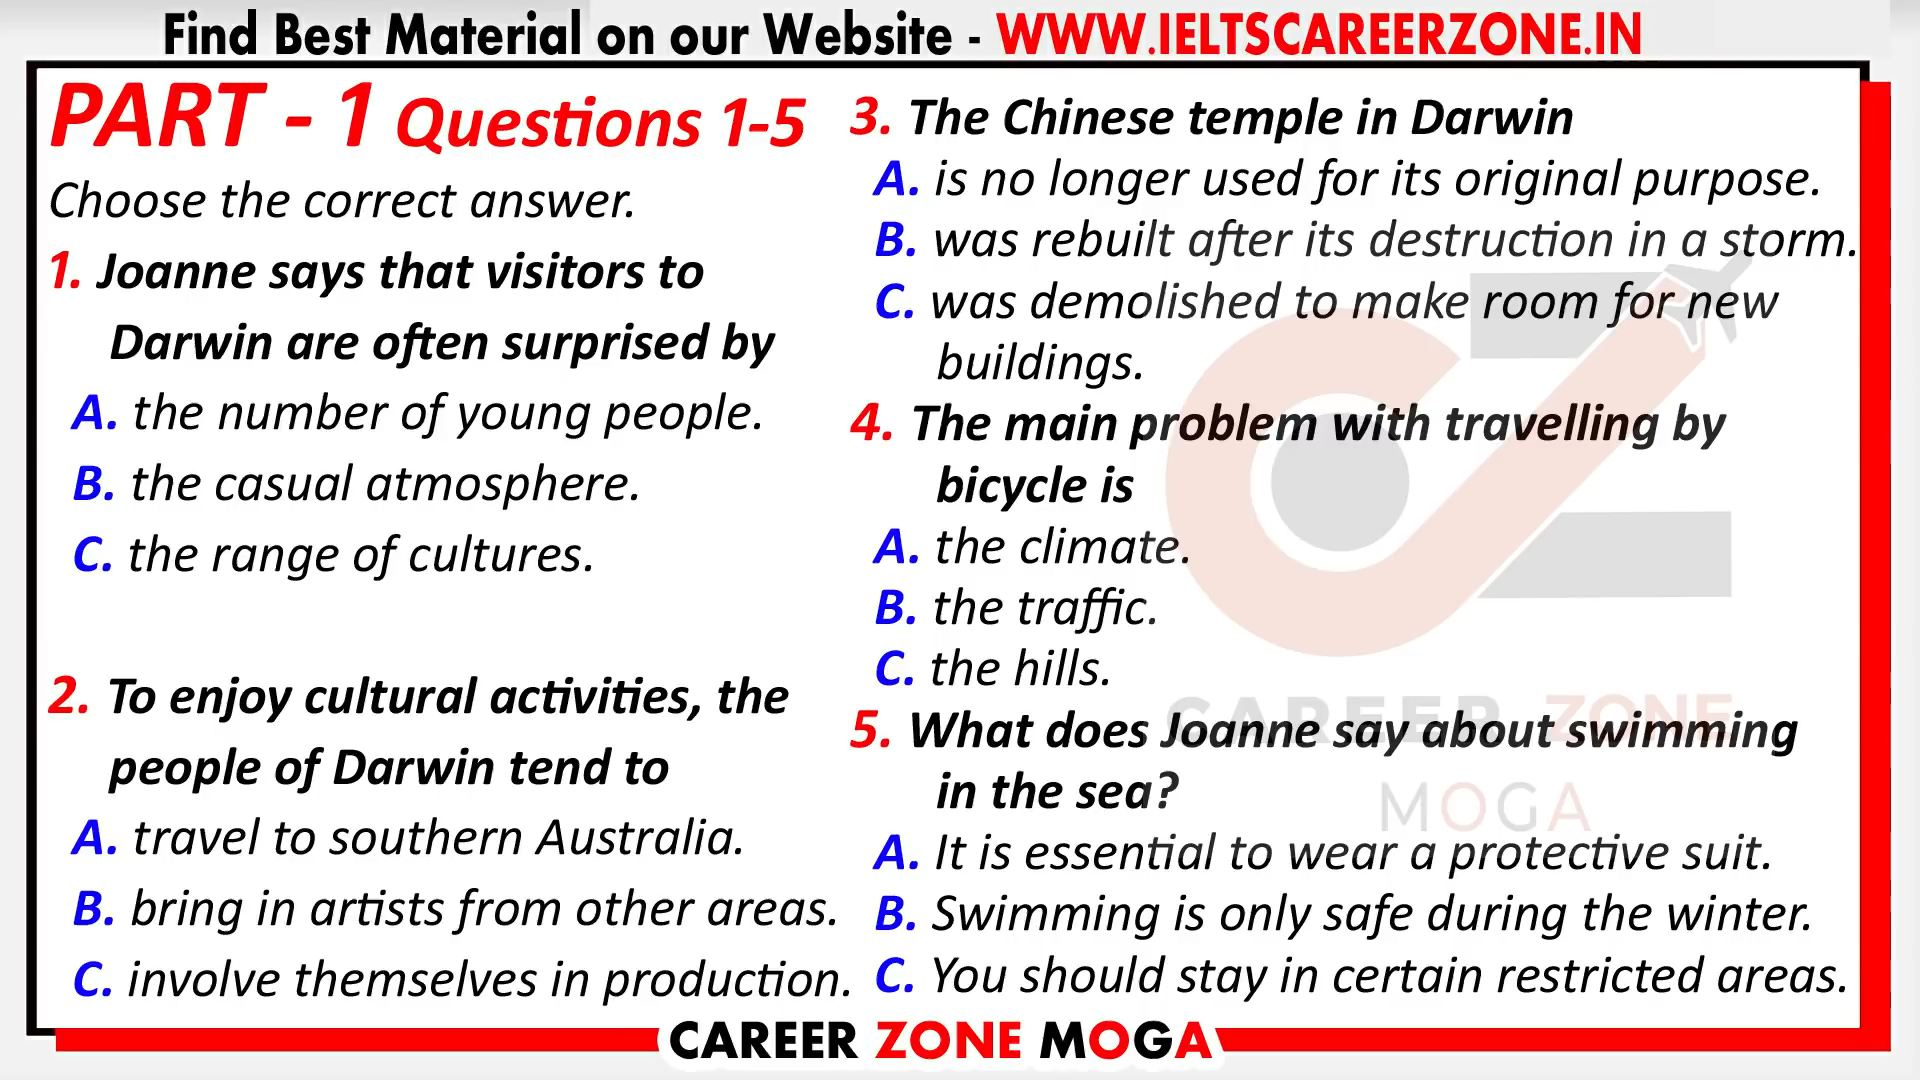 Find Best Material on our Website - WWW.IELTSCAREERZONE.IN
PART - 1 Questions 1-5
Choose the correct answer.
1. Joanne says that visitors to
Darwin are often surprised by
A. the number of young people.
B. the casual atmosphere.
C. the range of cultures.
2. To enjoy cultural activities, the
people of Darwin tend to
A. travel to southern Australia.
B. bring in artists from other areas.
C. involve themselves in production.
3. The Chinese temple in Darwin
A. is no longer used for its original purpose.
B. was rebuilt after its destruction in a storm.
C. was demolished to make room for new
buildings.
4. The main problem with travelling by
bicycle is
A. the climate.
B. the traffic.
C. the hills.
5. What does Joanne say about swimming
in the sea?
A. It is essential to wear a protective suit.
B. Swimming is only safe during the winter.
C. You should stay in certain restricted areas.
CAREER ZONE
MOGA
CAREER ZONE MOGA